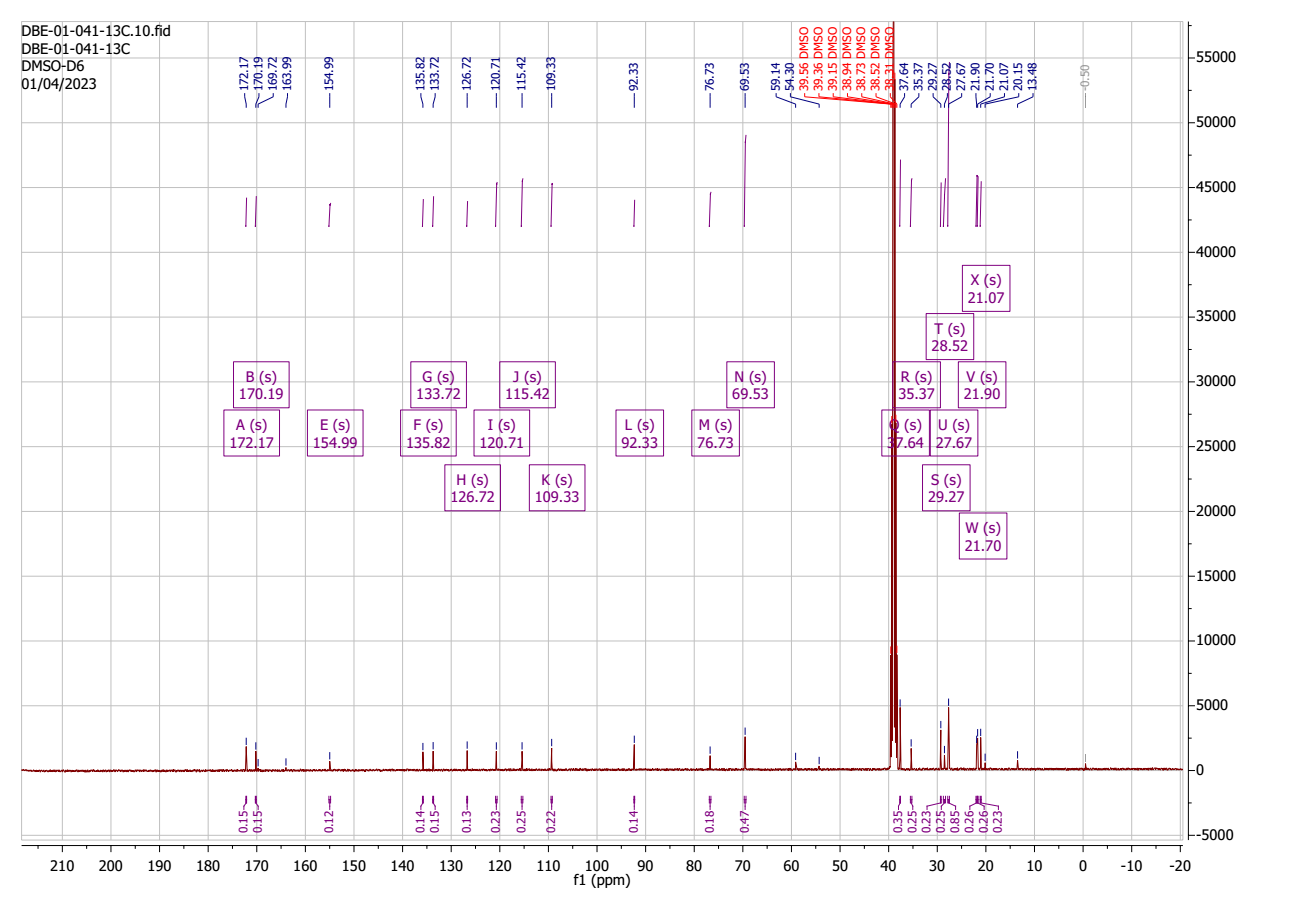 DBE-01-041-13C.10.fid
DBE-01-041-13C
DMSO-D6
01/04/2023
172.17
170.19
169.72
163.99
154.99
135.82
133.72
126.72
120.71
115.42
109.33
92.33
76.73
69.53
59.14
54.30
39.56 DMSO
39.36 DMSO
39.15 DMSO
38.94 DMSO
38.73 DMSO
38.52 DMSO
38.31 DMSO
37.64
35.37
29.27
28.52
27.67
21.90
21.70
21.07
20.15
13.48
-0.50
X (s)
21.07
T (s)
28.52
B (s)
170.19
G (s)
133.72
J (s)
115.42
N (s)
69.53
R (s)
35.37
V (s)
21.90
A (s)
172.17
E (s)
154.99
F (s)
135.82
I (s)
120.71
L (s)
92.33
M (s)
76.73
Q (s)
37.64
U (s)
27.67
H (s)
126.72
K (s)
109.33
S (s)
29.27
W (s)
21.70
55000
50000
45000
40000
35000
30000
25000
20000
15000
10000
5000
0
-5000
0.15
0.15
0.12
0.14
0.15
0.13
0.23
0.25
0.22
0.14
0.18
0.47
0.35
0.25
0.23
0.25
0.85
0.26
0.26
0.23
210 200 190 180 170 160 150 140 130 120 110 100 90 80 70 60 50 40 30 20 10 0 -10 -20
f1 (ppm)